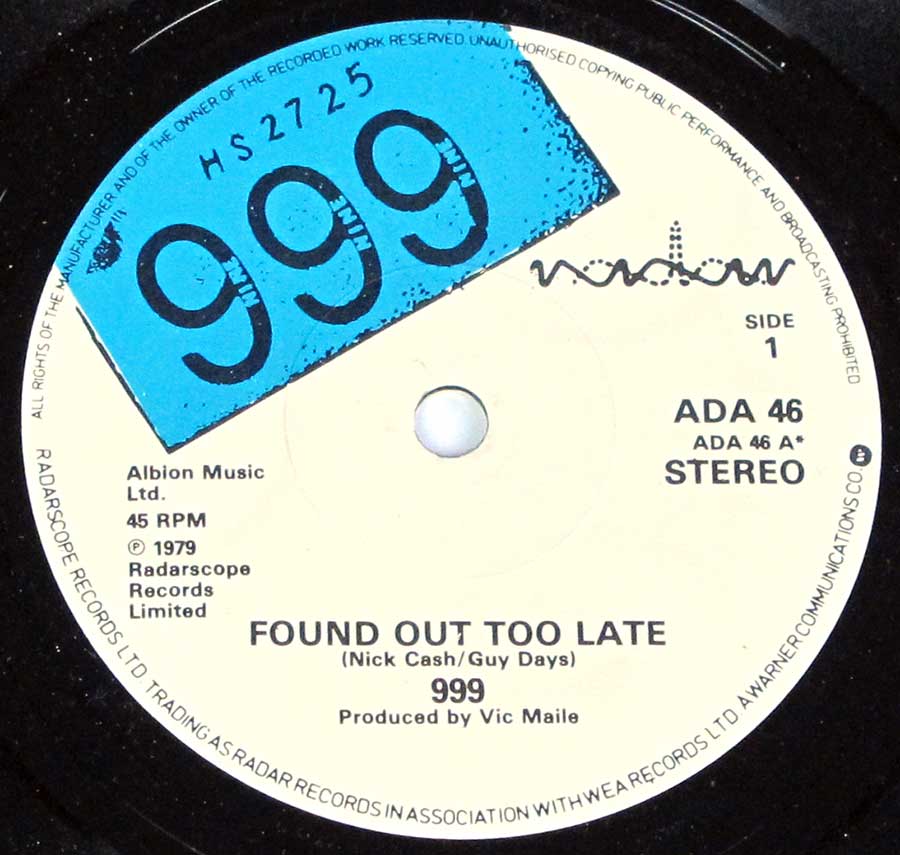 ALL RIGHTS OF THE MANUFACTURER AND OF THE OWNER OF THE RECORDED WORK RESERVED. UNAUTHORISED COPYING PUBLIC PERFORMANCE AND BROADCASTING PROHIBITED
HS2725
999
NINE NINE NINE
radar
SIDE
1
ADA 46
ADA 46 A*
STEREO
Albion Music
Ltd.
45 RPM
℗ 1979
Radarscope
Records
Limited
FOUND OUT TOO LATE
(Nick Cash/Guy Days)
999
Produced by Vic Maile
RADARSCOPE RECORDS LTD. TRADING AS RADAR RECORDS IN ASSOCIATION WITH WEA RECORDS LTD. A WARNER COMMUNICATIONS CO.